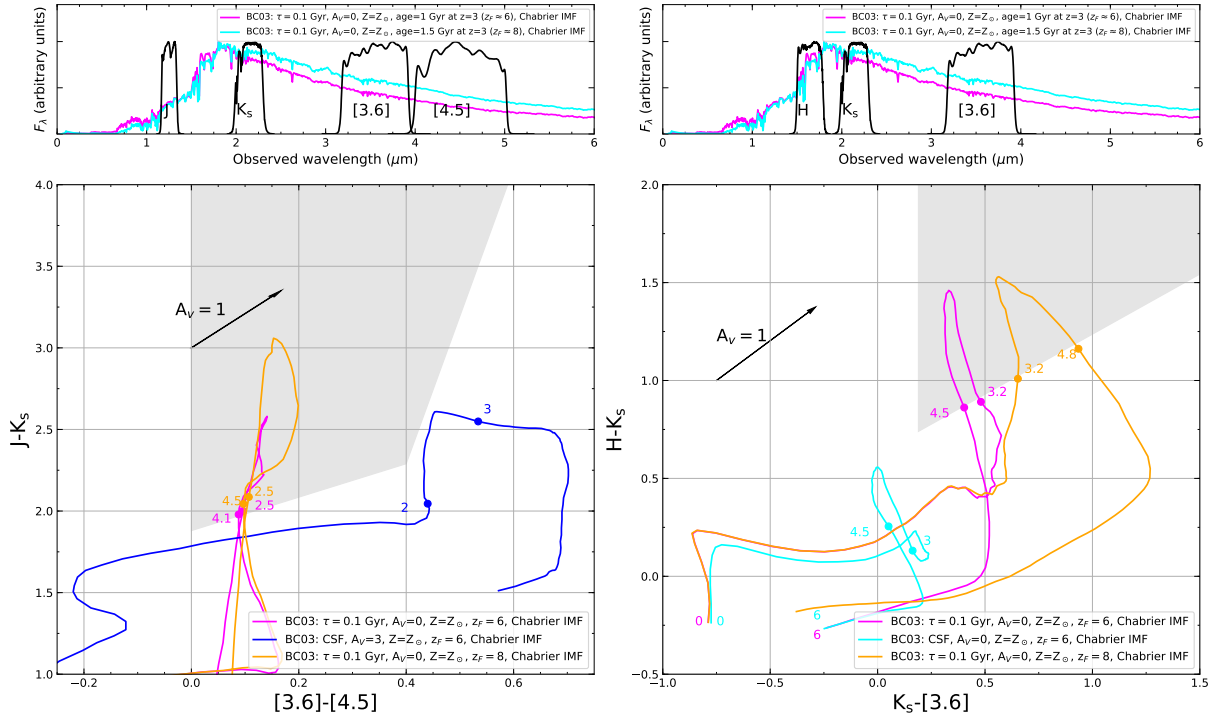 BC03: τ = 0.1 Gyr, A_V=0, Z=Z_⊙, age=1 Gyr at z=3 (z_F ≈ 6), Chabrier IMF
BC03: τ = 0.1 Gyr, A_V=0, Z=Z_⊙, age=1.5 Gyr at z=3 (z_F ≈ 8), Chabrier IMF
F_λ (arbitrary units)
J
K_s
[3.6]
[4.5]
0 1 2 3 4 5 6
Observed wavelength (μm)
BC03: τ = 0.1 Gyr, A_V=0, Z=Z_⊙, age=1 Gyr at z=3 (z_F ≈ 6), Chabrier IMF
BC03: τ = 0.1 Gyr, A_V=0, Z=Z_⊙, age=1.5 Gyr at z=3 (z_F ≈ 8), Chabrier IMF
F_λ (arbitrary units)
H
K_s
[3.6]
0 1 2 3 4 5 6
Observed wavelength (μm)
J-K_s
4.0
3.5
3.0
2.5
2.0
1.5
1.0
A_v = 1
3
2
4.5
2.5
2.5
4.1
BC03: τ = 0.1 Gyr, A_V=0, Z=Z_⊙, z_F = 6, Chabrier IMF
BC03: CSF, A_V=3, Z=Z_⊙, z_F = 6, Chabrier IMF
BC03: τ = 0.1 Gyr, A_V=0, Z=Z_⊙, z_F = 8, Chabrier IMF
−0.2 0.0 0.2 0.4 0.6
[3.6]-[4.5]
H-K_s
2.0
1.5
1.0
0.5
0.0
−0.5
A_v = 1
4.8
3.2
3.2
4.5
4.5
3
0
0
6
6
BC03: τ = 0.1 Gyr, A_V=0, Z=Z_⊙, z_F = 6, Chabrier IMF
BC03: CSF, A_V=0, Z=Z_⊙, z_F = 6, Chabrier IMF
BC03: τ = 0.1 Gyr, A_V=0, Z=Z_⊙, z_F = 8, Chabrier IMF
−1.0 −0.5 0.0 0.5 1.0 1.5
K_s-[3.6]